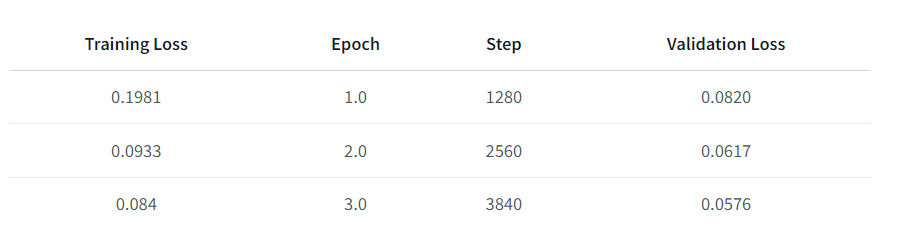 Training Loss Epoch Step Validation Loss
0.1981 1.0 1280 0.0820
0.0933 2.0 2560 0.0617
0.084 3.0 3840 0.0576